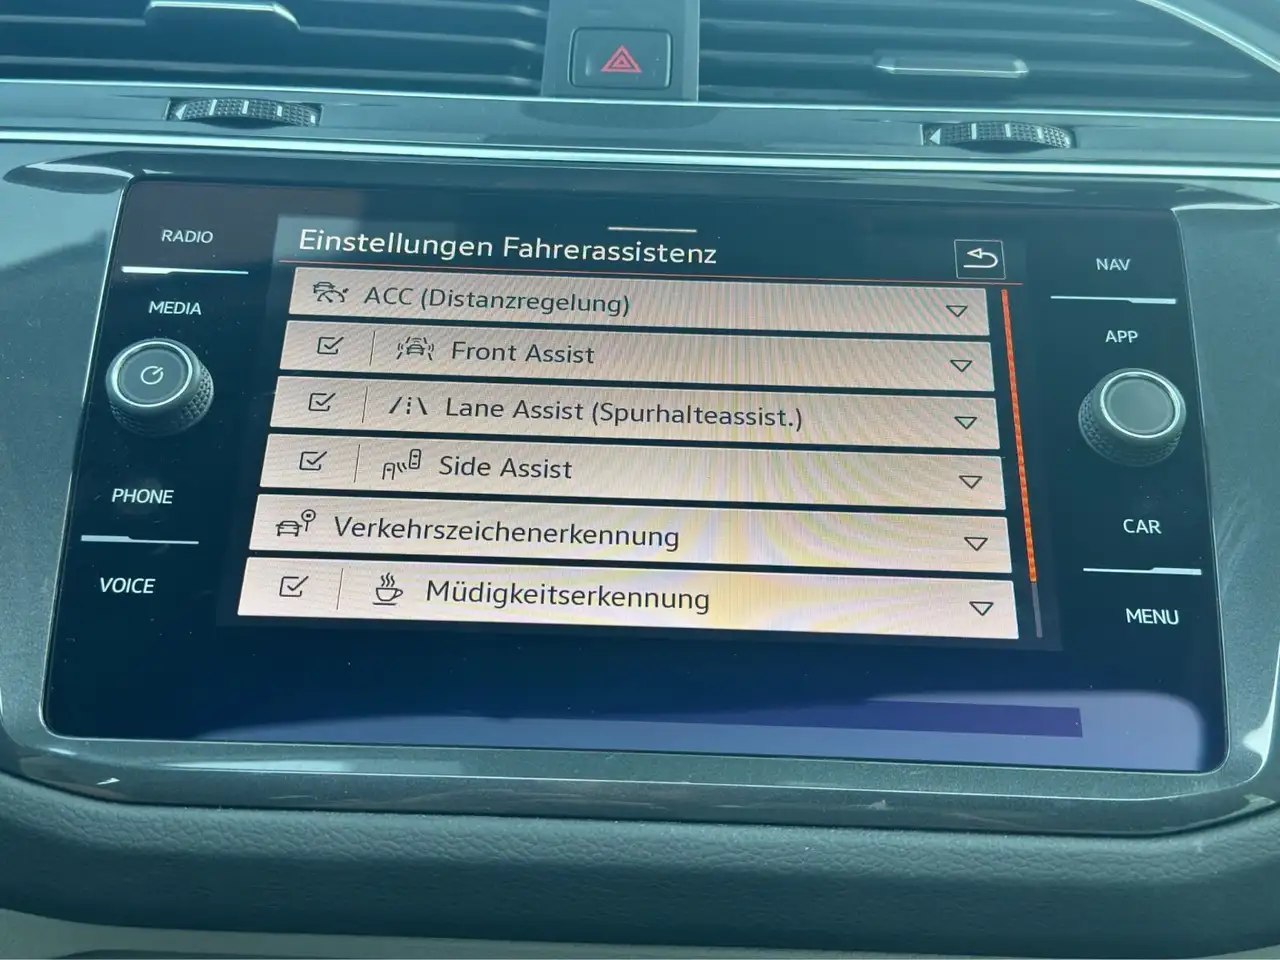 RADIO
MEDIA
PHONE
VOICE
Einstellungen Fahrerassistenz
ACC (Distanzregelung)
Front Assist
Lane Assist (Spurhalteassist.)
Side Assist
Verkehrszeichenerkennung
Müdigkeitserkennung
NAV
APP
CAR
MENU